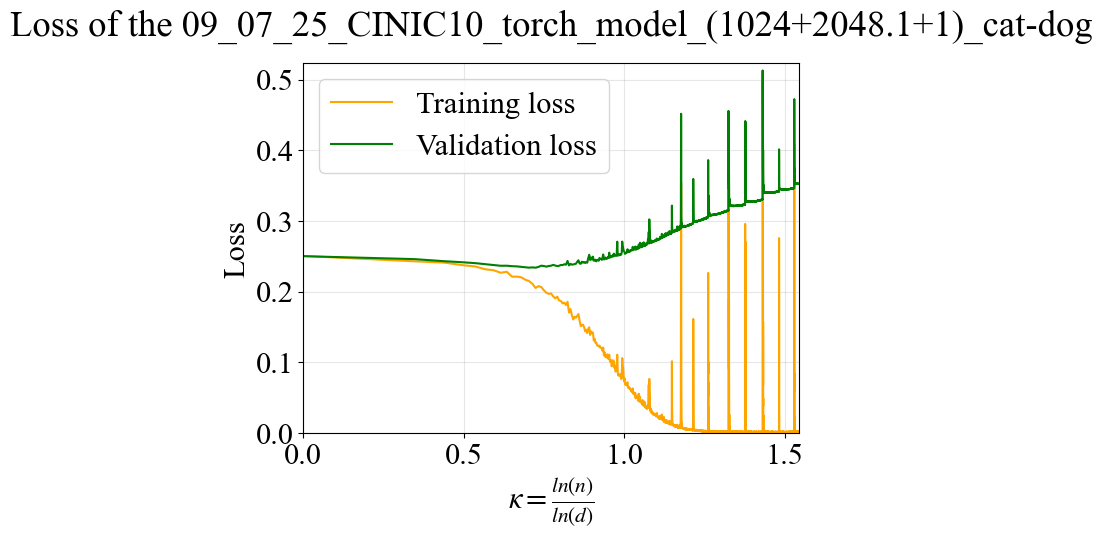 Loss of the 09_07_25_CINIC10_torch_model_(1024+2048.1+1)_cat-dog
Training loss
Validation loss
0.5
0.4
0.3
0.2
0.1
0.0
Loss
0.0 0.5 1.0 1.5
κ = ln(n)/ln(d)